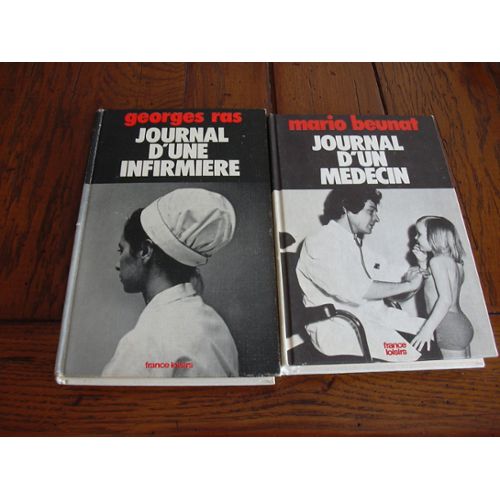 georges ras
JOURNAL
D'UNE
INFIRMIERE
france loisirs
mario beunat
JOURNAL
D'UN
MEDECIN
france
loisirs